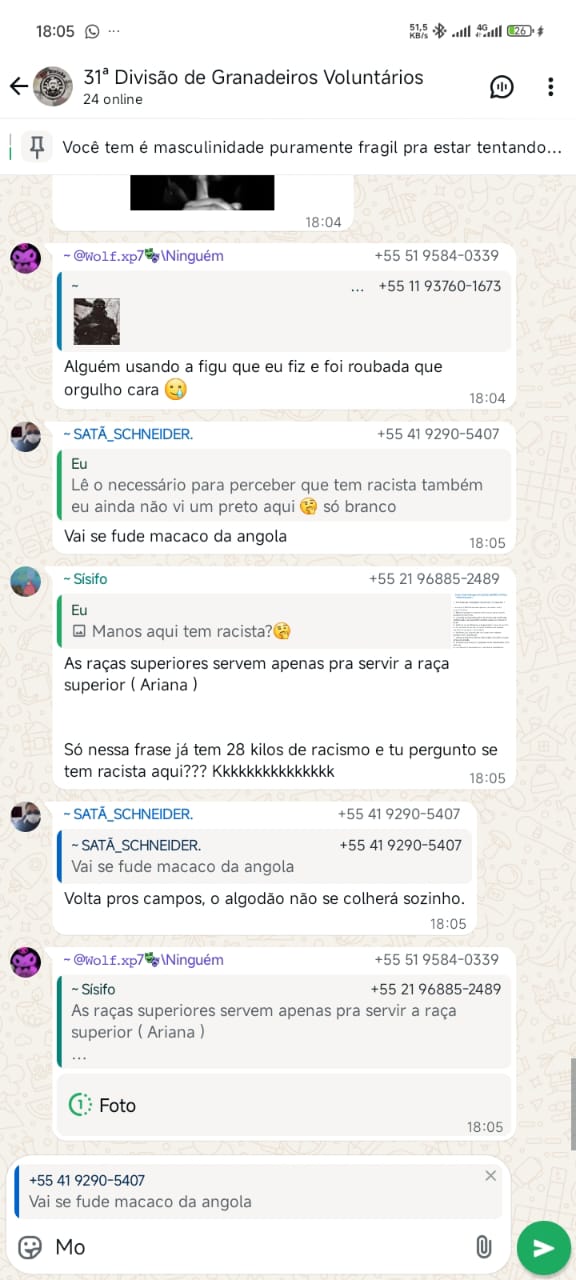 18:05
51,5 KB/s
4G
26
31ª Divisão de Granadeiros Voluntários
24 online
Você tem é masculinidade puramente fragil pra estar tentando...
18:04
~ @Wolf.xp7🎭\Ninguém +55 51 9584-0339
~ ... +55 11 93760-1673
Alguém usando a figu que eu fiz e foi roubada que
orgulho cara 🥲
18:04
~ SATÃ_SCHNEIDER. +55 41 9290-5407
Eu
Lê o necessário para perceber que tem racista também
eu ainda não vi um preto aqui 🤔 só branco
Vai se fude macaco da angola
18:05
~ Sísifo +55 21 96885-2489
Eu
Manos aqui tem racista?🤔
As raças superiores servem apenas pra servir a raça
superior ( Ariana )
Só nessa frase já tem 28 kilos de racismo e tu pergunto se
tem racista aqui??? Kkkkkkkkkkkkkkk
18:05
~ SATÃ_SCHNEIDER. +55 41 9290-5407
~ SATÃ_SCHNEIDER. +55 41 9290-5407
Vai se fude macaco da angola
Volta pros campos, o algodão não se colherá sozinho.
18:05
~ @Wolf.xp7🎭\Ninguém +55 51 9584-0339
~ Sísifo +55 21 96885-2489
As raças superiores servem apenas pra servir a raça
superior ( Ariana )
...
1 Foto
18:05
+55 41 9290-5407
Vai se fude macaco da angola
Mo